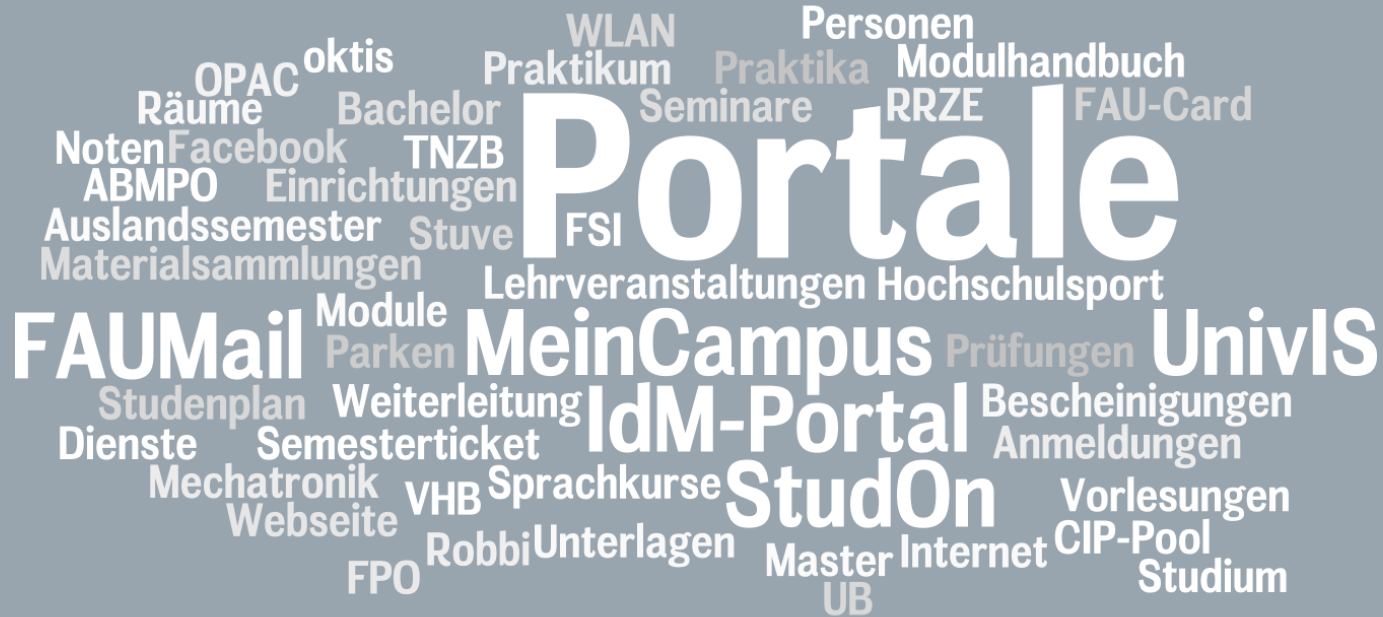 WLAN
Personen
oktis
Praktikum
Praktika
Modulhandbuch
OPAC
Räume
Bachelor
Seminare
RRZE
FAU-Card
Noten
Facebook
TNZB
Portale
ABMPO
Einrichtungen
Auslandssemester
Stuve
FSI
Materialsammlungen
Lehrveranstaltungen
Hochschulsport
FAUMail
Module
Parken
MeinCampus
Prüfungen
UnivIS
Studenplan
Weiterleitung
IdM-Portal
Bescheinigungen
Dienste
Semesterticket
Anmeldungen
Mechatronik
VHB
Sprachkurse
StudOn
Vorlesungen
Webseite
Robbi
Unterlagen
Master
Internet
CIP-Pool
FPO
Studium
UB